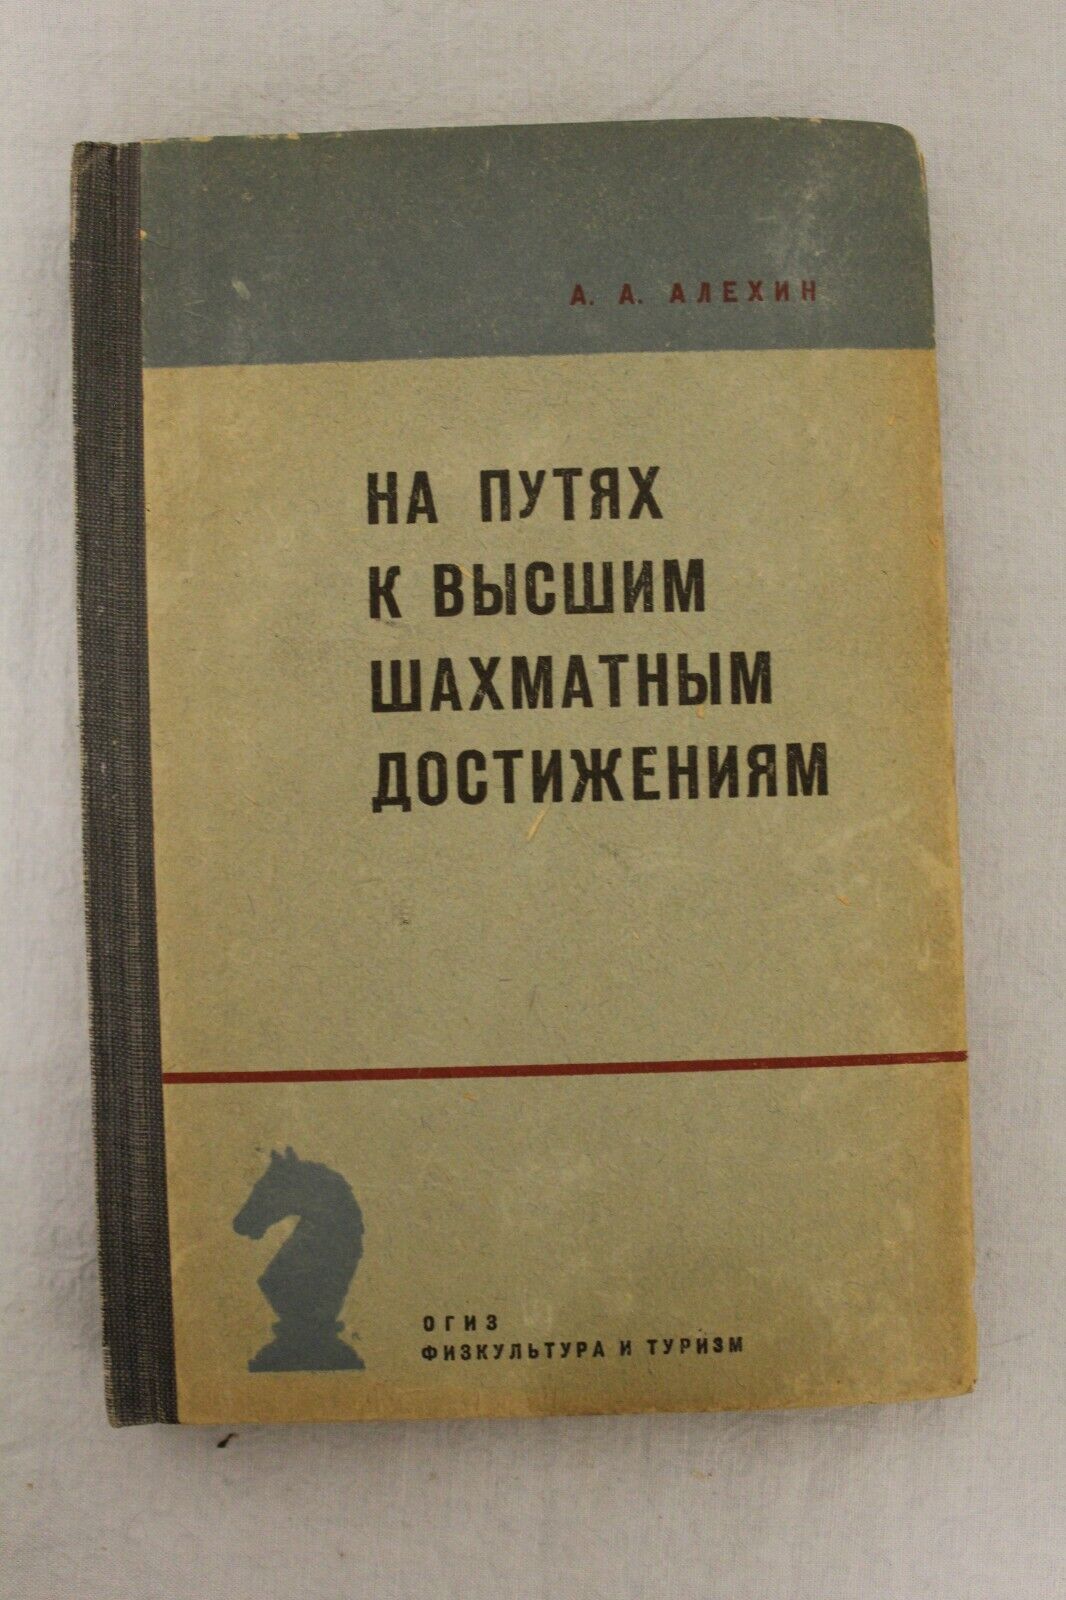 А. А. АЛЕХИН
НА ПУТЯХ
К ВЫСШИМ
ШАХМАТНЫМ
ДОСТИЖЕНИЯМ
ОГИЗ
ФИЗКУЛЬТУРА И ТУРИЗМ